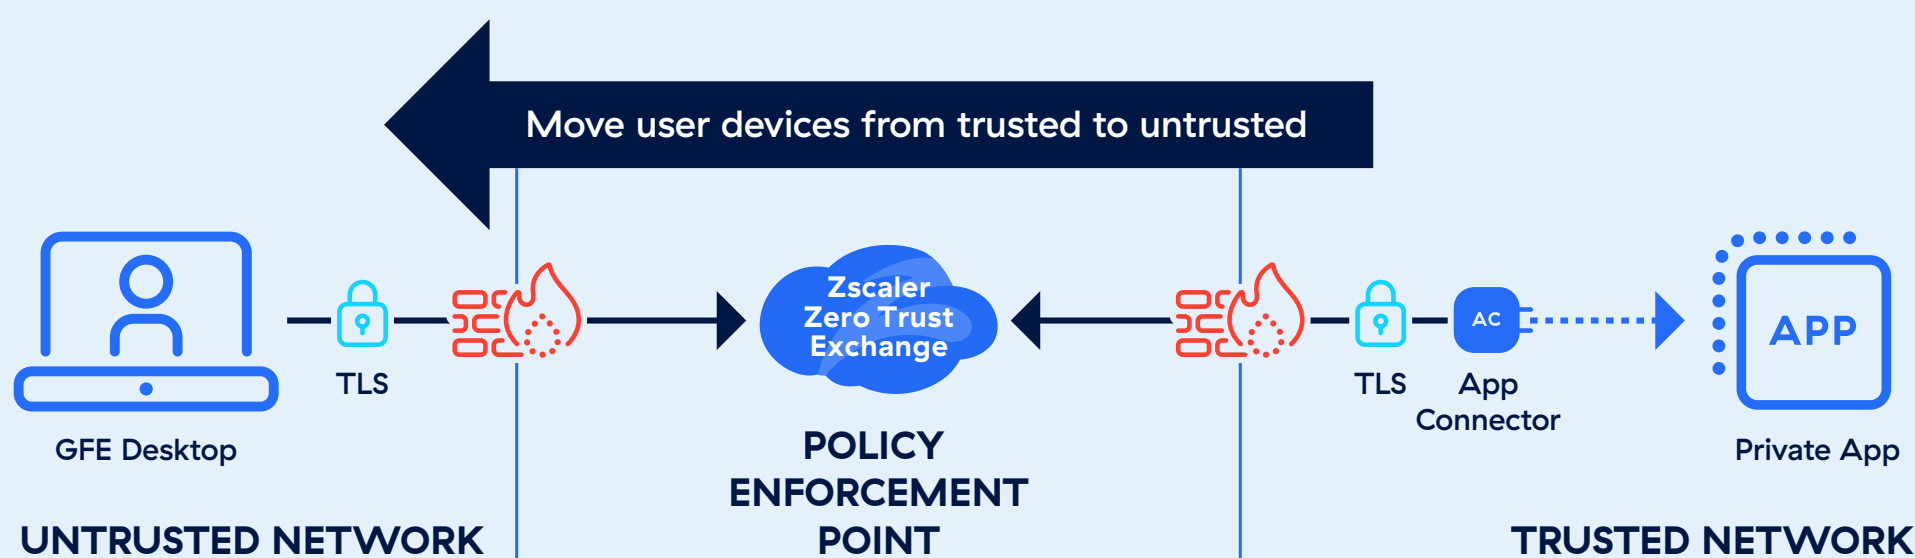 Move user devices from trusted to untrusted
Zscaler
Zero Trust
Exchange
AC
APP
TLS
TLS
App
Connector
GFE Desktop
Private App
POLICY
ENFORCEMENT
POINT
UNTRUSTED NETWORK
TRUSTED NETWORK